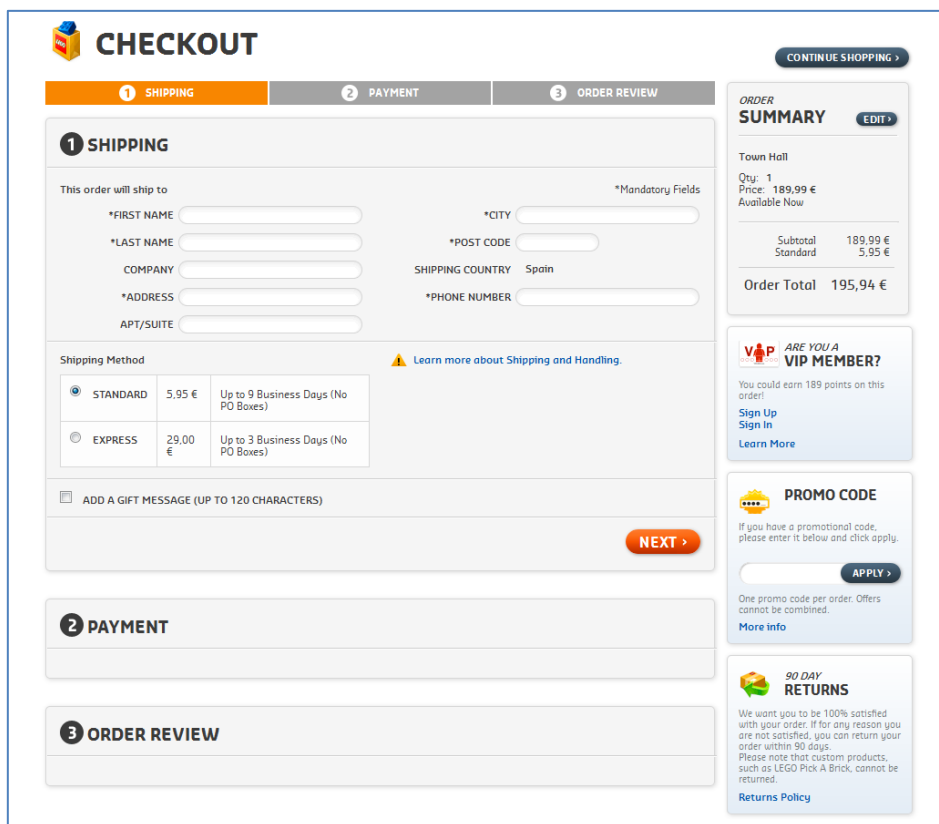 CHECKOUT
CONTINUE SHOPPING ›
1 SHIPPING
2 PAYMENT
3 ORDER REVIEW
1 SHIPPING
This order will ship to
*Mandatory Fields
*FIRST NAME
*LAST NAME
COMPANY
*ADDRESS
APT/SUITE
*CITY
*POST CODE
SHIPPING COUNTRY Spain
*PHONE NUMBER
Shipping Method
Learn more about Shipping and Handling.
STANDARD 5,95 € Up to 9 Business Days (No
PO Boxes)
EXPRESS 29,00
€ Up to 3 Business Days (No
PO Boxes)
ADD A GIFT MESSAGE (UP TO 120 CHARACTERS)
NEXT ›
2 PAYMENT
3 ORDER REVIEW
ORDER
SUMMARY
EDIT ›
Town Hall
Qty: 1
Price: 189,99 €
Available Now
Subtotal 189,99 €
Standard 5,95 €
Order Total 195,94 €
VIP
ARE YOU A
VIP MEMBER?
You could earn 189 points on this
order!
Sign Up
Sign In
Learn More
PROMO CODE
If you have a promotional code,
please enter it below and click apply.
APPLY ›
One promo code per order. Offers
cannot be combined.
More info
90 DAY
RETURNS
We want you to be 100% satisfied
with your order. If for any reason you
are not satisfied, you can return your
order within 90 days.
Please note that custom products,
such as LEGO Pick A Brick, cannot be
returned.
Returns Policy